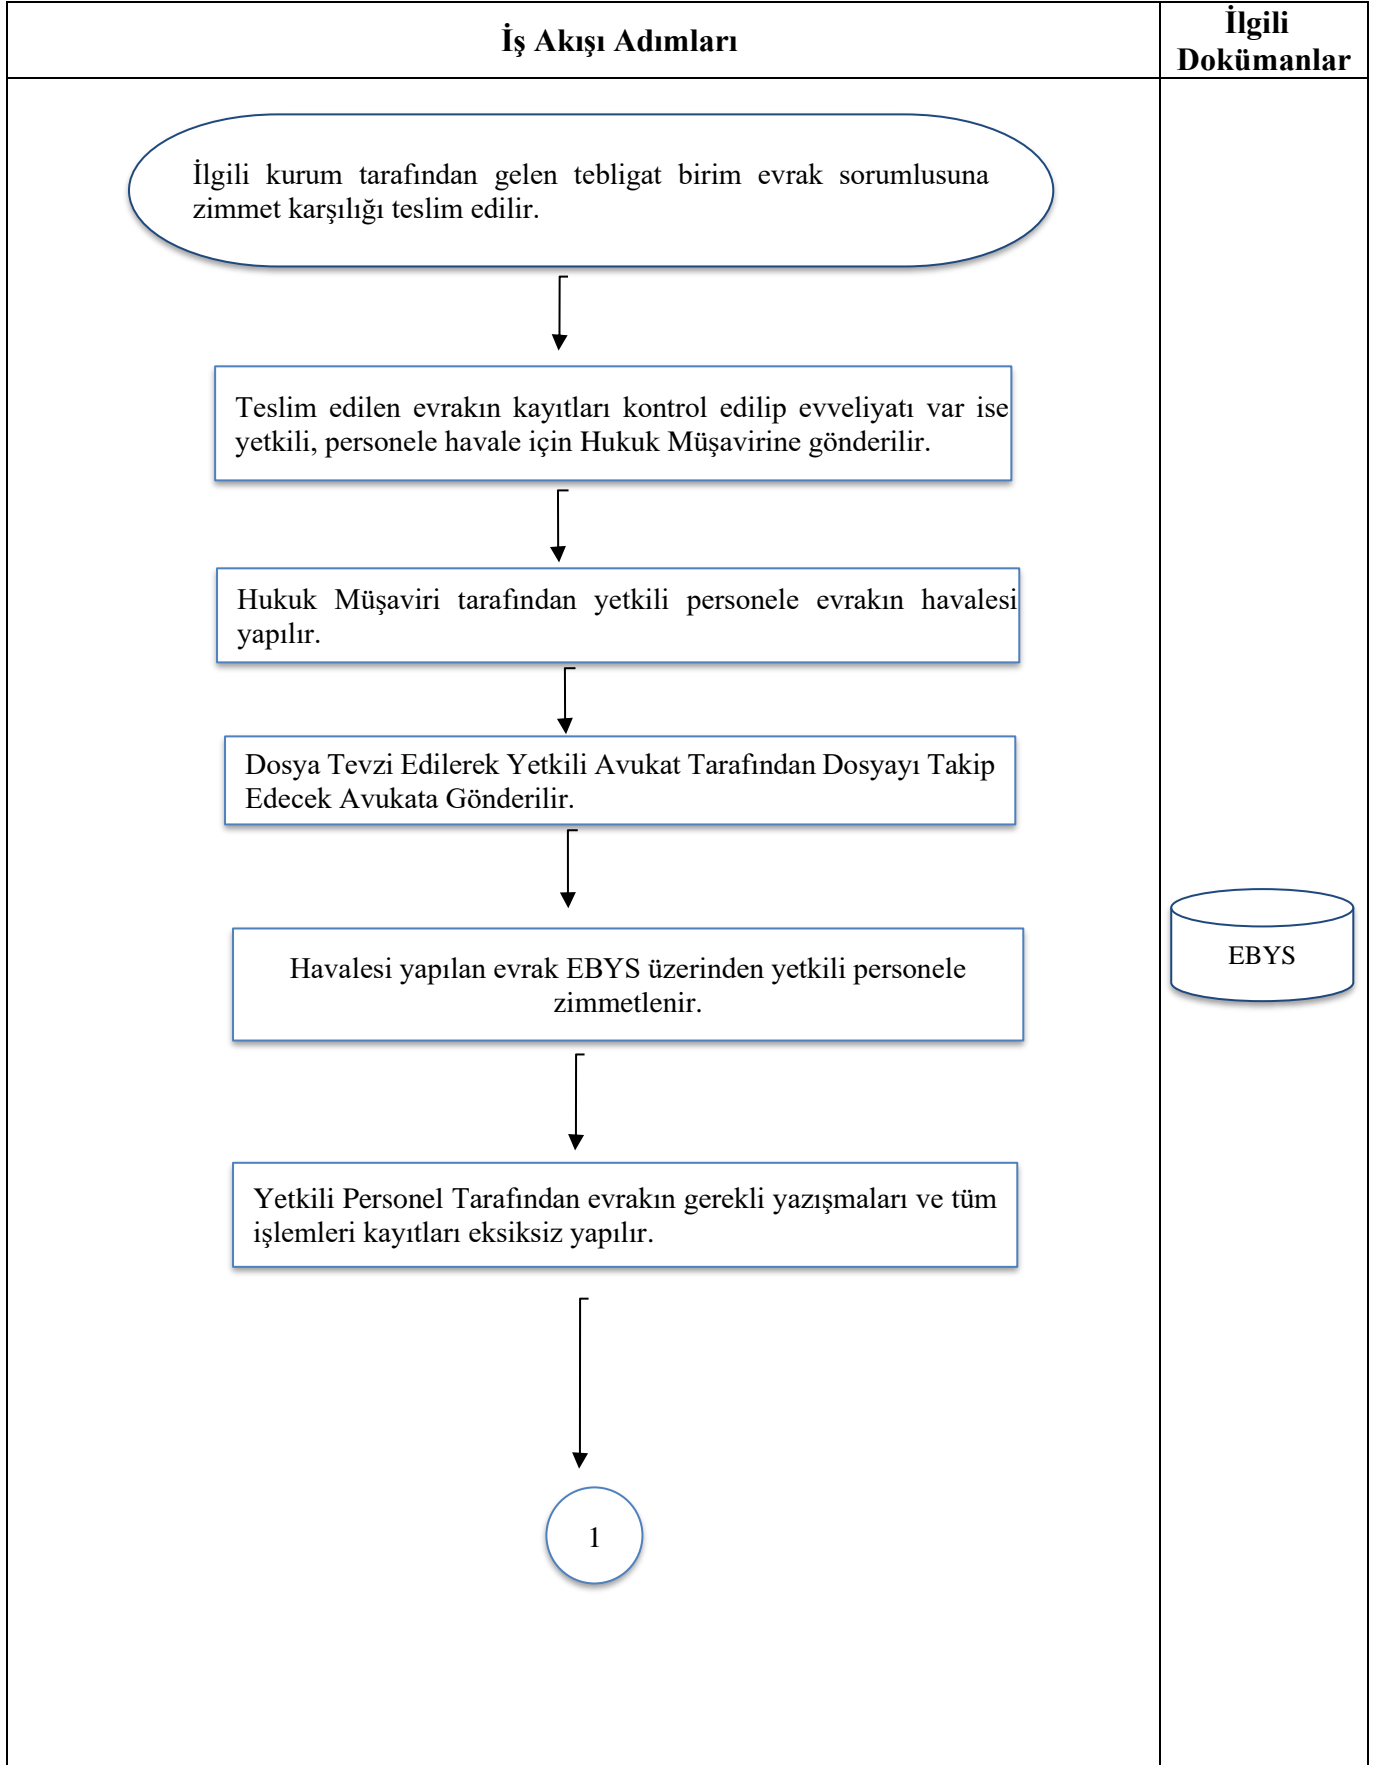 İş Akışı Adımları
İlgili
Dokümanlar
İlgili kurum tarafından gelen tebligat birim evrak sorumlusuna
zimmet karşılığı teslim edilir.
Teslim edilen evrakın kayıtları kontrol edilip evveliyatı var ise
yetkili, personele havale için Hukuk Müşavirine gönderilir.
Hukuk Müşaviri tarafından yetkili personele evrakın havalesi
yapılır.
Dosya Tevzi Edilerek Yetkili Avukat Tarafından Dosyayı Takip
Edecek Avukata Gönderilir.
Havalesi yapılan evrak EBYS üzerinden yetkili personele
zimmetlenir.
EBYS
Yetkili Personel Tarafından evrakın gerekli yazışmaları ve tüm
işlemleri kayıtları eksiksiz yapılır.
1